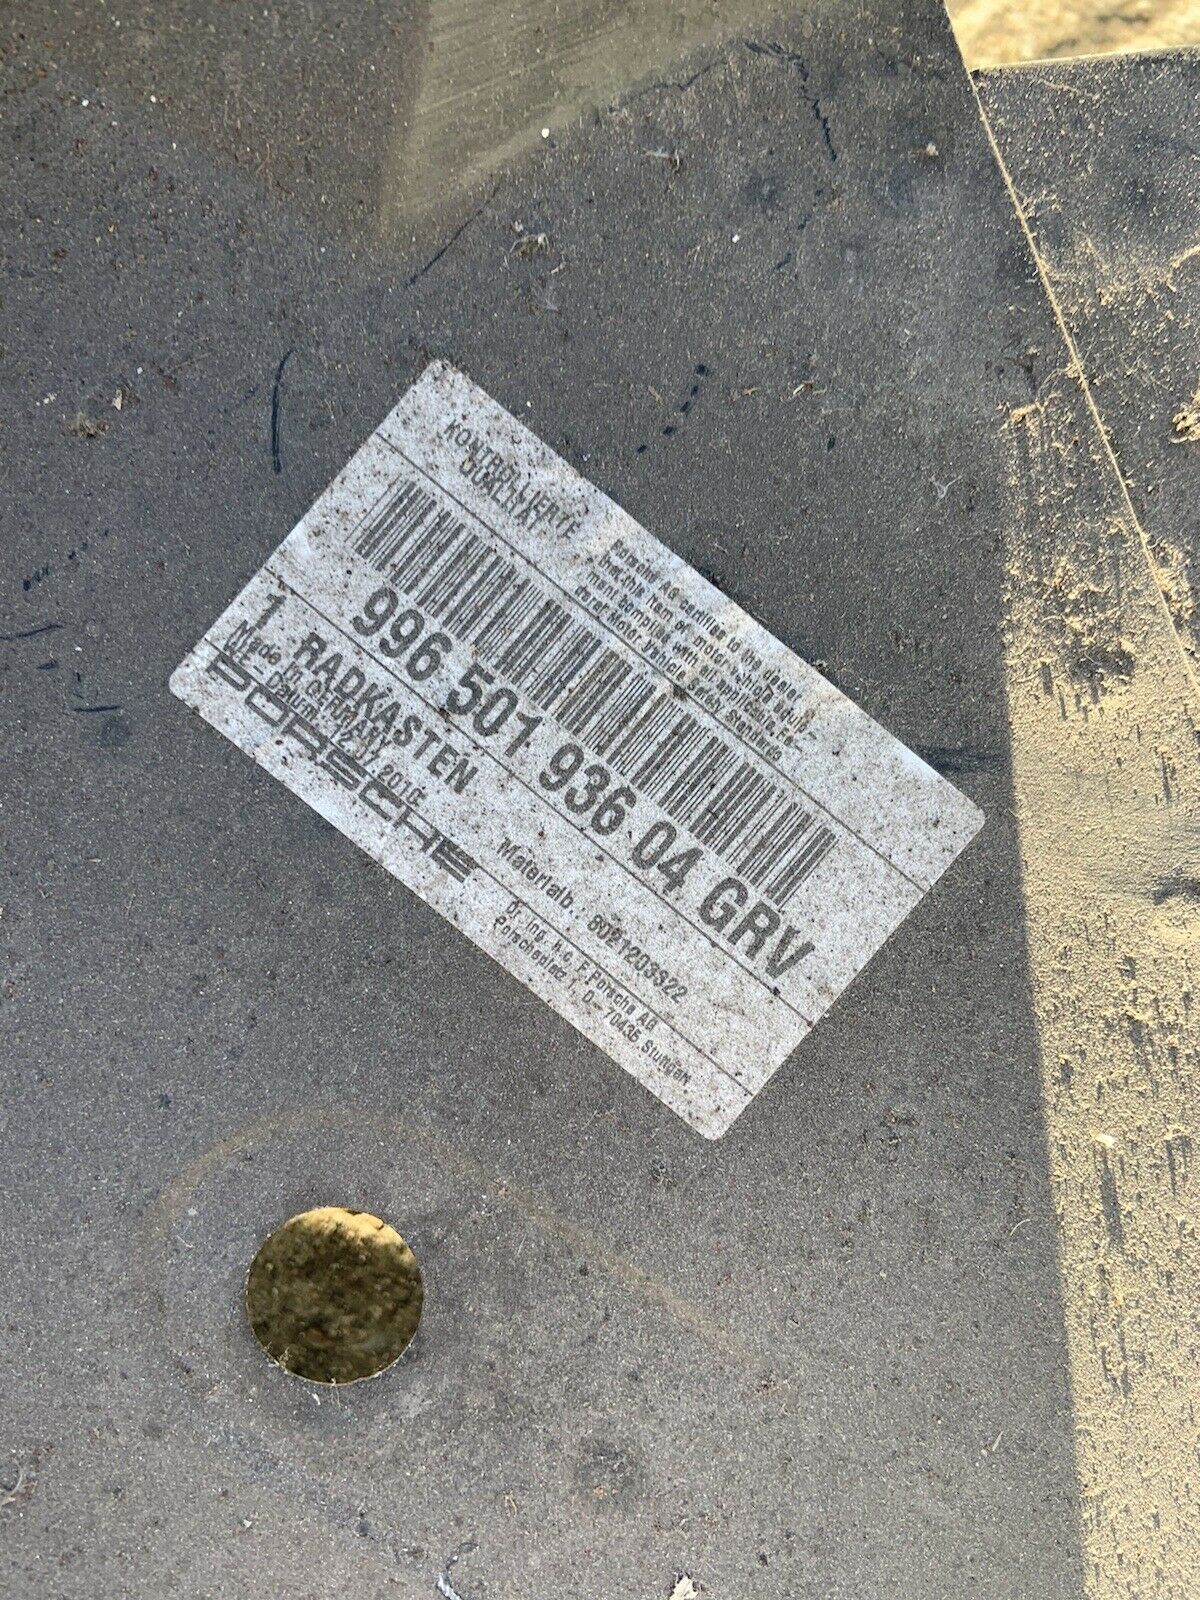 KONTROLLIERTE
QUALITÄT
Porsche AG certifies to the dealer
that this item of motor vehicle equip-
ment complies with all applicable Fe-
deral Motor Vehicle Safety Standards
996 501 936 04 GRV
1 RADKASTEN
Made in GERMANY
Materialb.: 8021203S22
PORSCHE
Dr. Ing. h.c. F. Porsche AG
Porscheplatz 1, D-70435 Stuttgart